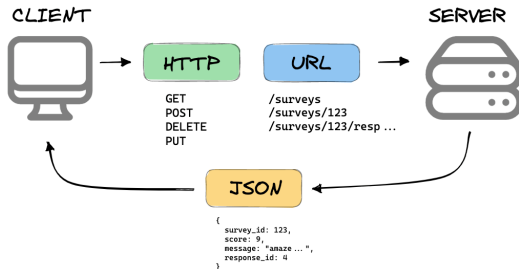 CLIENT
SERVER
HTTP
URL
GET
POST
DELETE
PUT
/surveys
/surveys/123
/surveys/123/resp...
JSON
{
survey_id: 123,
score: 9,
message: "amaze...",
response_id: 4
}